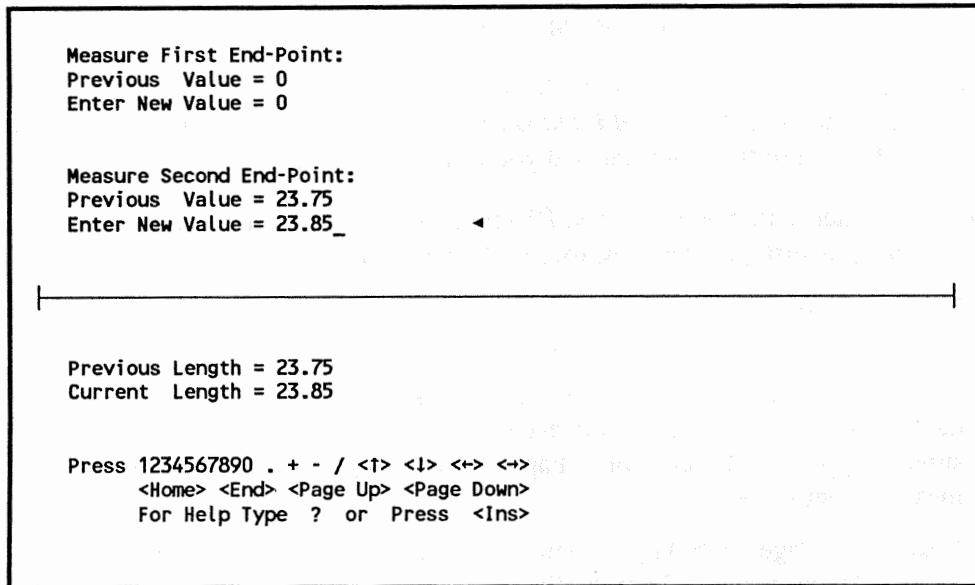 Measure First End-Point:
Previous  Value = 0
Enter New Value = 0
Measure Second End-Point:
Previous  Value = 23.75
Enter New Value = 23.85_ ◄
Previous Length = 23.75
Current  Length = 23.85
Press 1234567890 . + - / <↑> <↓> <←> <→>
<Home> <End> <Page Up> <Page Down>
For Help Type  ?  or  Press  <Ins>